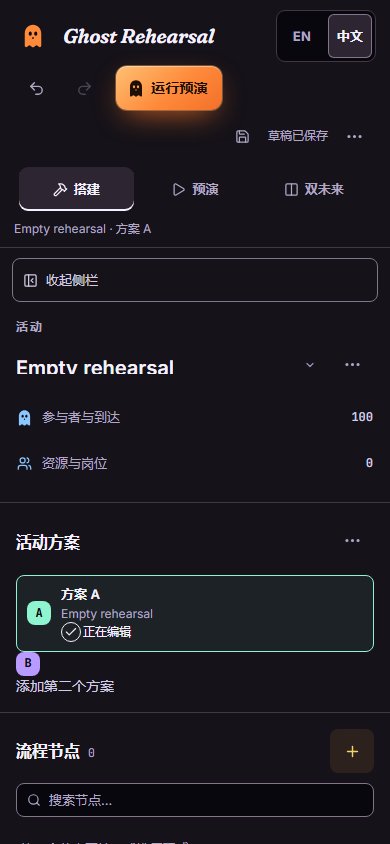 Ghost Rehearsal
EN 中文
运行预演
草稿已保存
搭建 预演 双未来
Empty rehearsal · 方案 A
收起侧栏
活动
Empty rehearsal
参与者与到达 100
资源与岗位 0
活动方案
A 方案 A
Empty rehearsal
正在编辑
B
添加第二个方案
流程节点 0
搜索节点...